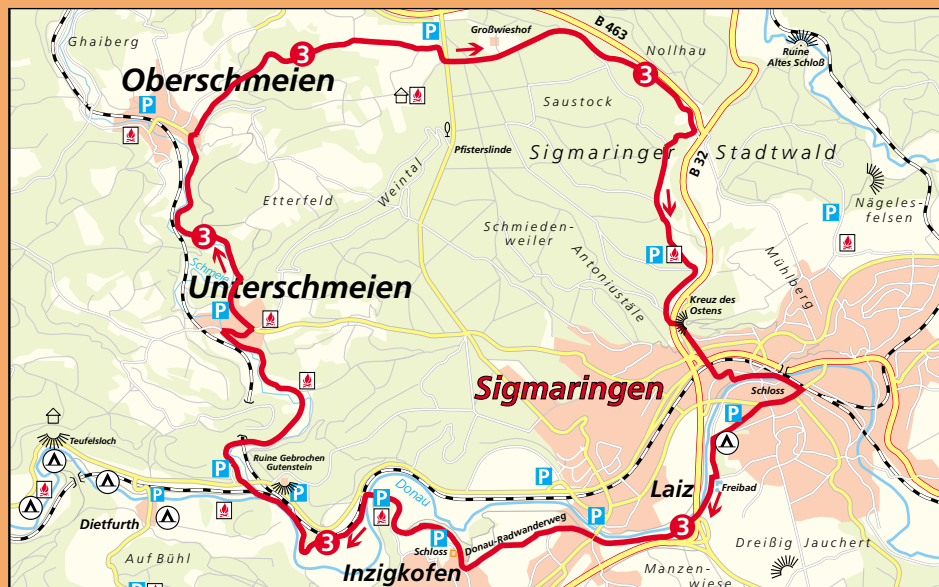 Ghaiberg
P
Großwieshof
B 463
3
Nollhau
Ruine
Altes Schloß
Oberschmeien
P
3
Saustock
Pfisterslinde
Sigmaringer Stadtwald
B 32
Weintal
Etterfeld
Nägeles-
felsen
P
3
Schmeie
Schmieden-
weiler
Antoniustäle
P
Mühlberg
Unterschmeien
P
Kreuz des
Ostens
Sigmaringen
Schloss
P
Teufelsloch
Ruine Gebrochen
Gutenstein
P
P
P
Donau
P
Laiz
Freibad
P
P
Dietfurth
P
P
Donau-Radwanderweg
3
3
Schloss
Auf Bühl
Inzigkofen
Dreißig Jauchert
Manzen-
wiese
P